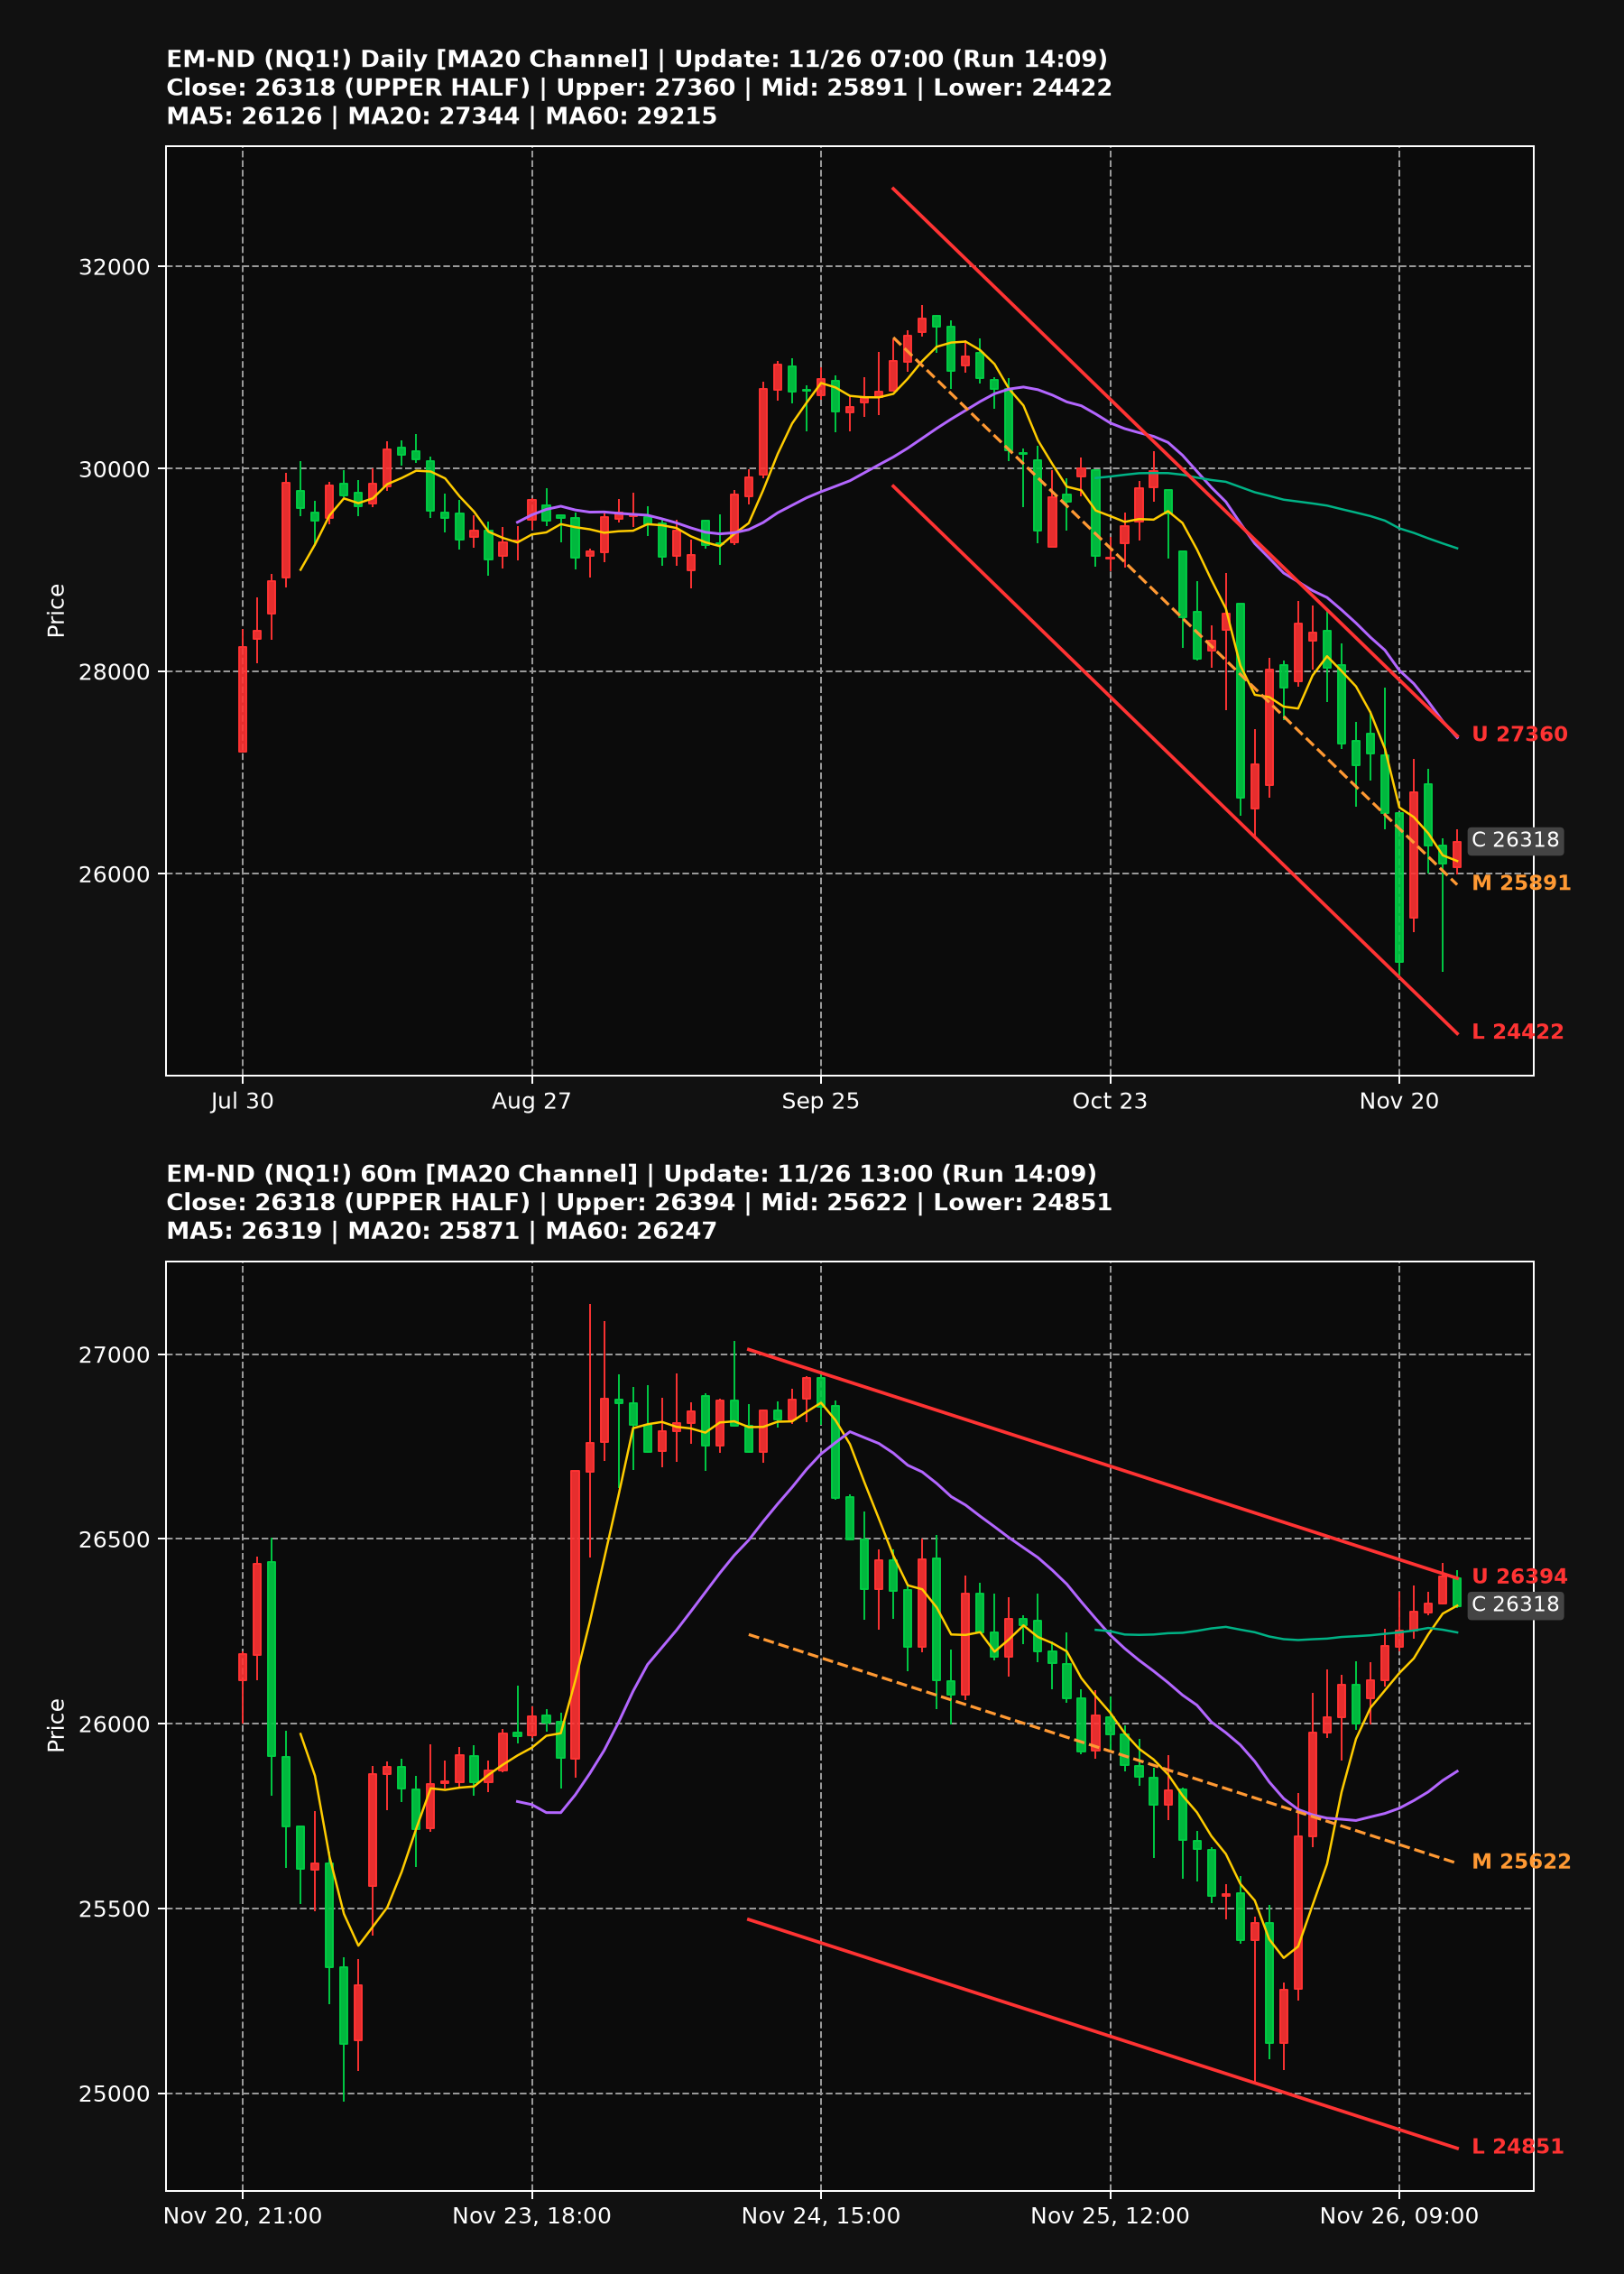 EM-ND (NQ1!) Daily [MA20 Channel] | Update: 11/26 07:00 (Run 14:09)
Close: 26318 (UPPER HALF) | Upper: 27360 | Mid: 25891 | Lower: 24422
MA5: 26126 | MA20: 27344 | MA60: 29215
32000
30000
28000
26000
Price
U 27360
C 26318
M 25891
L 24422
Jul 30
Aug 27
Sep 25
Oct 23
Nov 20
EM-ND (NQ1!) 60m [MA20 Channel] | Update: 11/26 13:00 (Run 14:09)
Close: 26318 (UPPER HALF) | Upper: 26394 | Mid: 25622 | Lower: 24851
MA5: 26319 | MA20: 25871 | MA60: 26247
27000
26500
26000
25500
25000
Price
U 26394
C 26318
M 25622
L 24851
Nov 20, 21:00
Nov 23, 18:00
Nov 24, 15:00
Nov 25, 12:00
Nov 26, 09:00